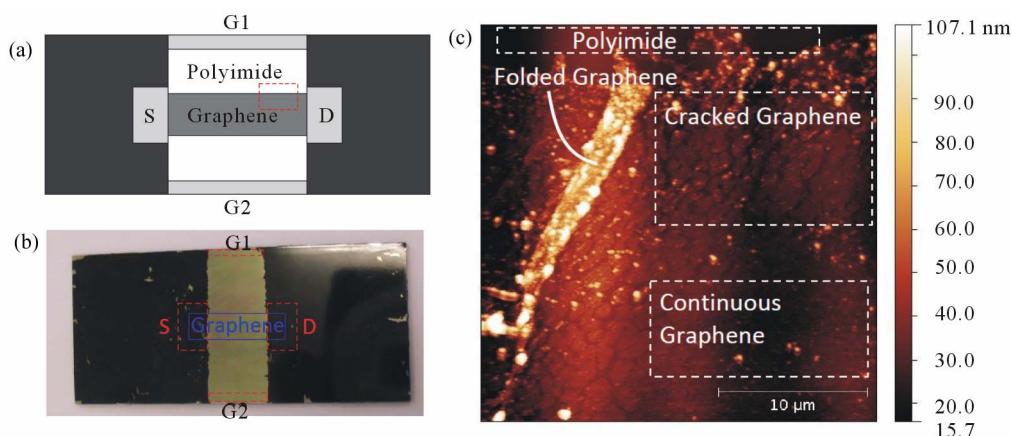 (a)
G1
Polyimide
S
Graphene
D
G2
(b)
G1
S
Graphene
D
G2
(c)
Polyimide
Folded Graphene
Cracked Graphene
Continuous
Graphene
10 μm
107.1 nm
90.0
80.0
70.0
60.0
50.0
40.0
30.0
20.0
15.7